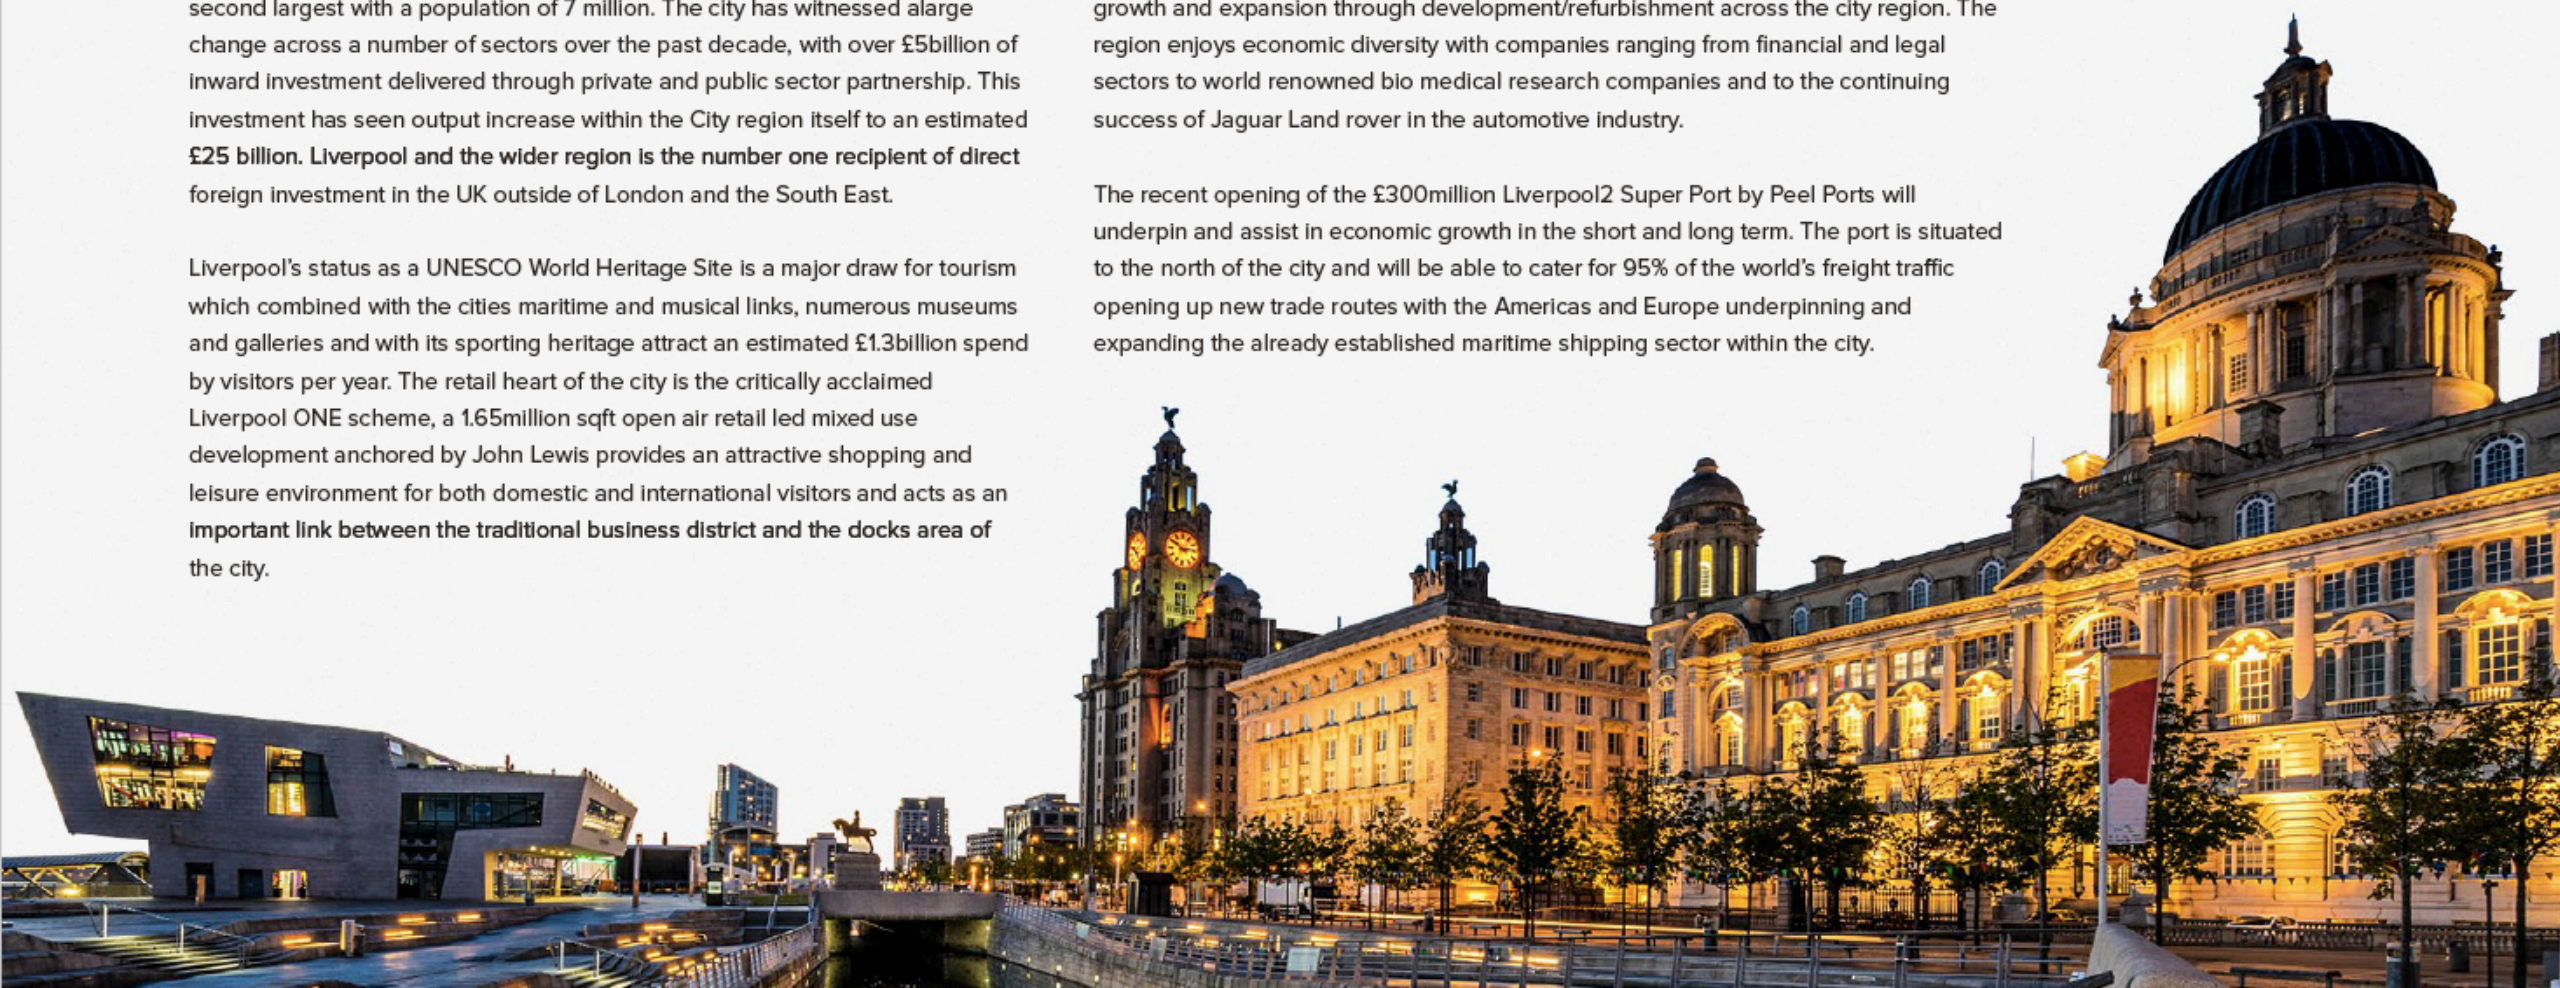 second largest with a population of 7 million. The city has witnessed alarge
change across a number of sectors over the past decade, with over £5billion of
inward investment delivered through private and public sector partnership. This
investment has seen output increase within the City region itself to an estimated
£25 billion. Liverpool and the wider region is the number one recipient of direct
foreign investment in the UK outside of London and the South East.
Liverpool's status as a UNESCO World Heritage Site is a major draw for tourism
which combined with the cities maritime and musical links, numerous museums
and galleries and with its sporting heritage attract an estimated £1.3billion spend
by visitors per year. The retail heart of the city is the critically acclaimed
Liverpool ONE scheme, a 1.65million sqft open air retail led mixed use
development anchored by John Lewis provides an attractive shopping and
leisure environment for both domestic and international visitors and acts as an
important link between the traditional business district and the docks area of
the city.
growth and expansion through development/refurbishment across the city region. The
region enjoys economic diversity with companies ranging from financial and legal
sectors to world renowned bio medical research companies and to the continuing
success of Jaguar Land rover in the automotive industry.
The recent opening of the £300million Liverpool2 Super Port by Peel Ports will
underpin and assist in economic growth in the short and long term. The port is situated
to the north of the city and will be able to cater for 95% of the world's freight traffic
opening up new trade routes with the Americas and Europe underpinning and
expanding the already established maritime shipping sector within the city.